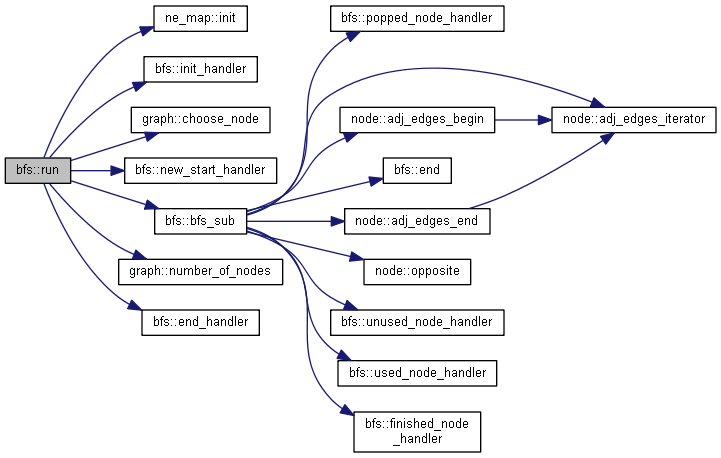 bfs::run
ne_map::init
bfs::init_handler
graph::choose_node
bfs::new_start_handler
bfs::bfs_sub
graph::number_of_nodes
bfs::end_handler
bfs::popped_node_handler
node::adj_edges_begin
bfs::end
node::adj_edges_end
node::opposite
bfs::unused_node_handler
bfs::used_node_handler
bfs::finished_node
_handler
node::adj_edges_iterator